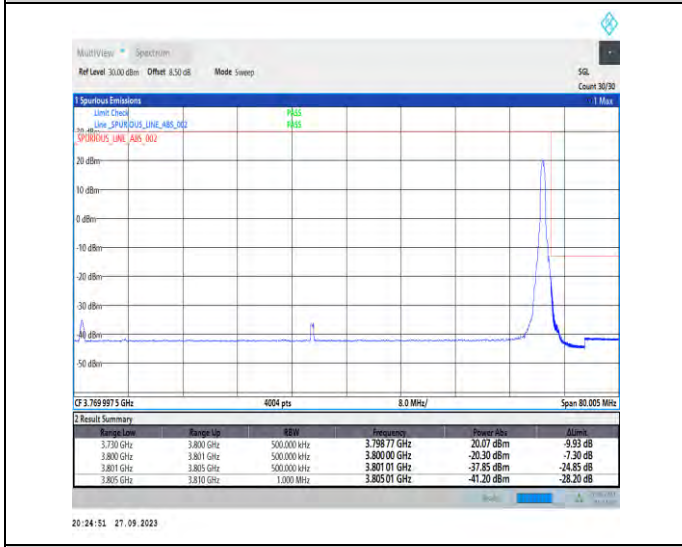 MultiView Spectrum
Ref Level 30.00 dBm Offset 8.50 dB Mode Sweep SGL
Count 30/30
1 Spurious Emissions 1 Max
Limit Check PASS
Line _SPURIOUS_LINE_ABS_002 PASS
_SPURIOUS_LINE_ABS_002
20 dBm
10 dBm
0 dBm
-10 dBm
-20 dBm
-30 dBm
-40 dBm
-50 dBm
CF 3.769 997 5 GHz 4004 pts 8.0 MHz/ Span 80.005 MHz
2 Result Summary
Range Low Range Up RBW Frequency Power Abs ΔLimit
3.730 GHz 3.800 GHz 500.000 kHz 3.798 77 GHz 20.07 dBm -9.93 dB
3.800 GHz 3.801 GHz 500.000 kHz 3.800 00 GHz -20.30 dBm -7.30 dB
3.801 GHz 3.805 GHz 500.000 kHz 3.801 01 GHz -37.85 dBm -24.85 dB
3.805 GHz 3.810 GHz 1.000 MHz 3.805 01 GHz -41.20 dBm -28.20 dB
20:24:51 27.09.2023